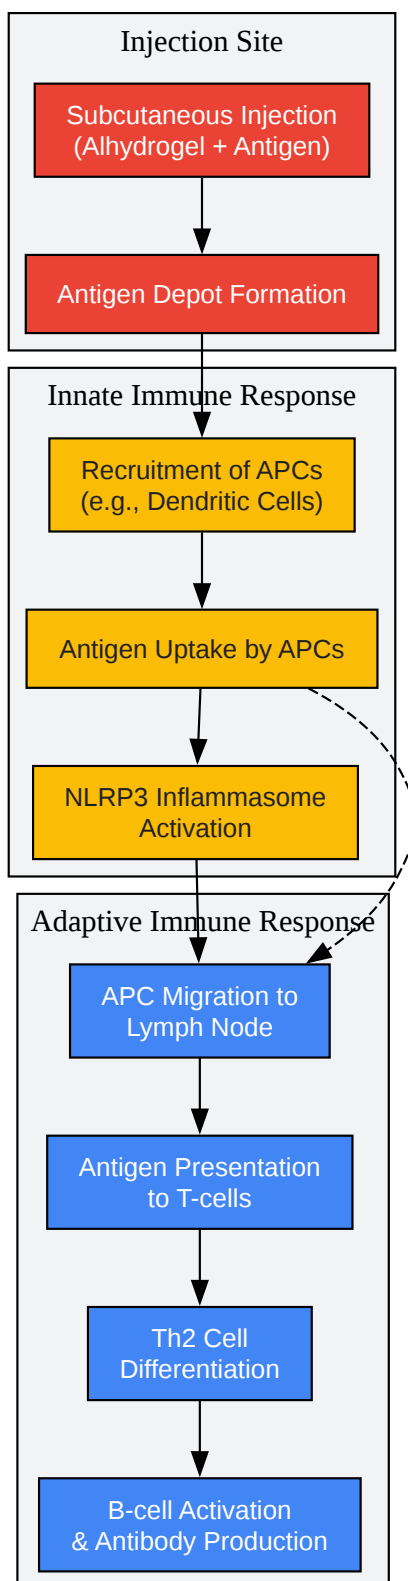 Injection Site
Subcutaneous Injection
(Alhydrogel + Antigen)
Antigen Depot Formation
Innate Immune Response
Recruitment of APCs
(e.g., Dendritic Cells)
Antigen Uptake by APCs
NLRP3 Inflammasome
Activation
Adaptive Immune Response
APC Migration to
Lymph Node
Antigen Presentation
to T-cells
Th2 Cell
Differentiation
B-cell Activation
& Antibody Production